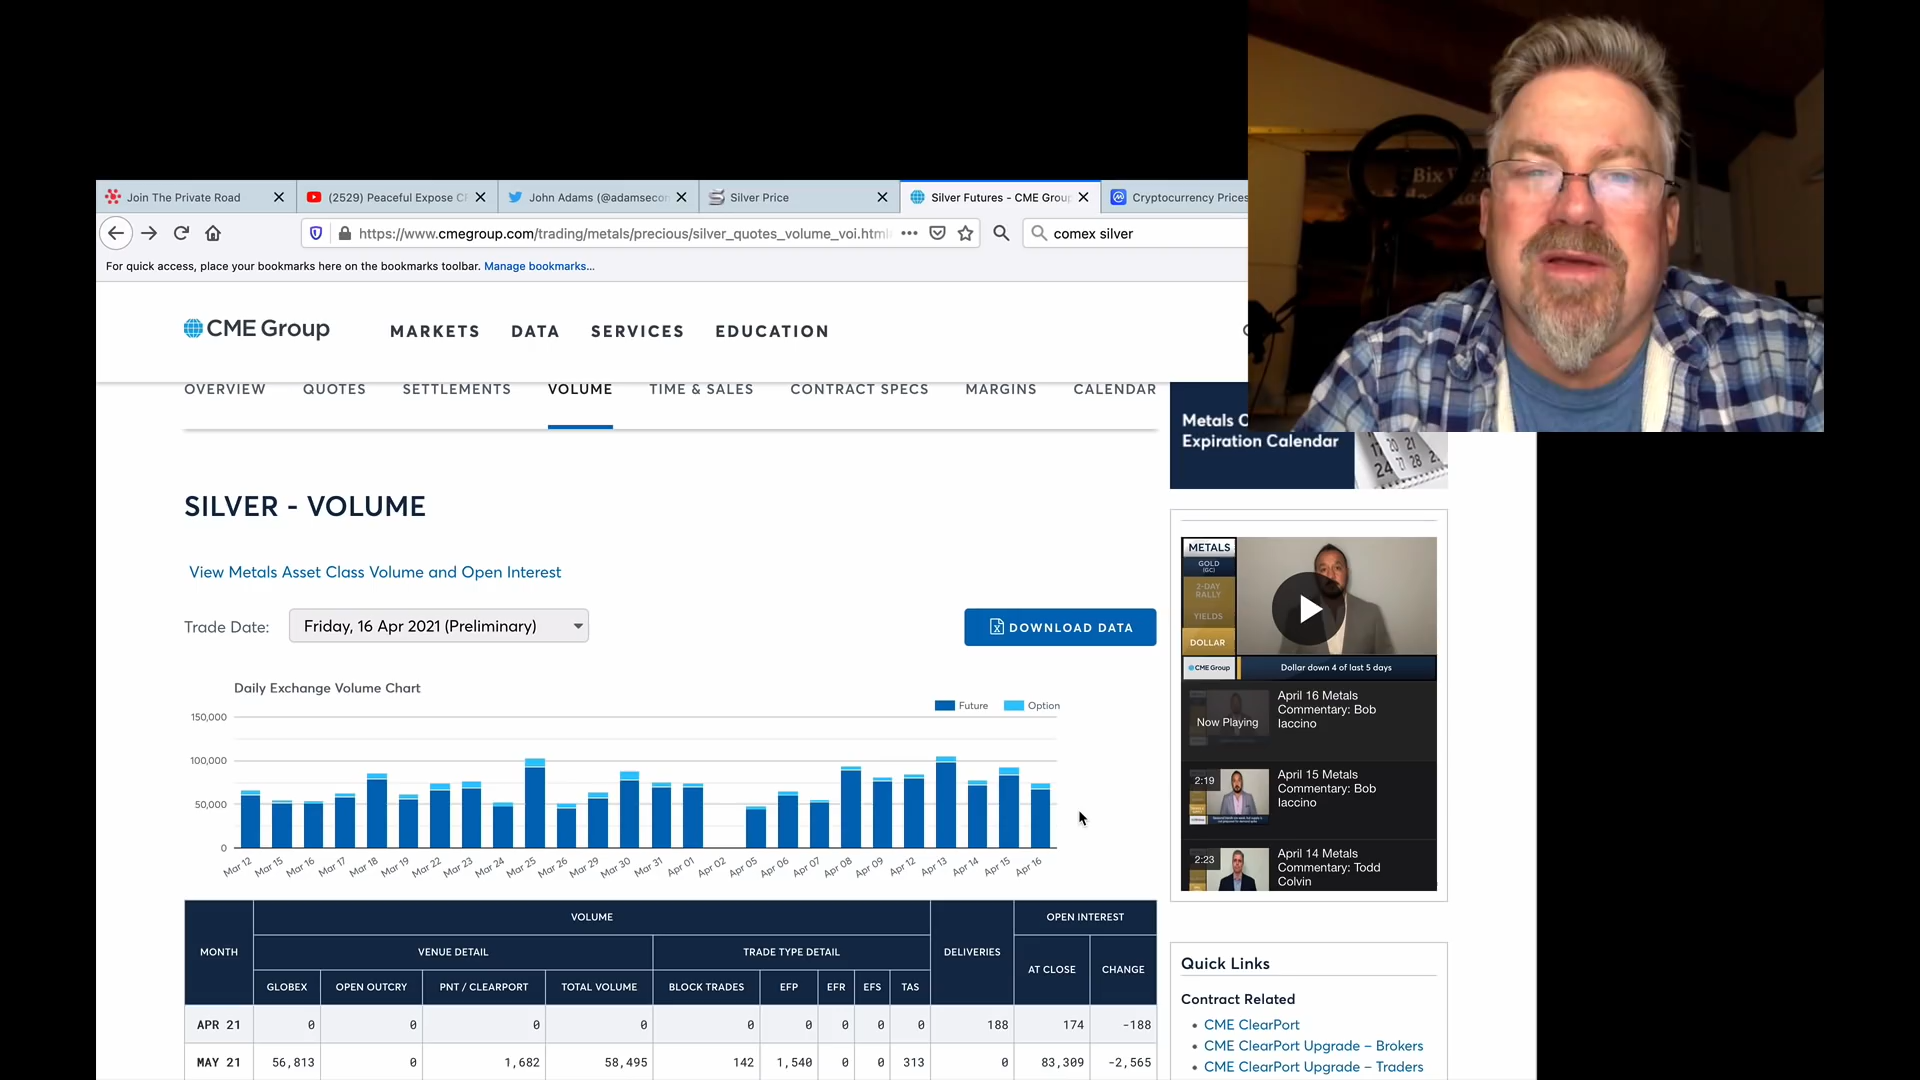 Bix
Join The Private Road
(2529) Peaceful Expose
John Adams (@adamsecon
Silver Price
Silver Futures - CME Group
Cryptocurrency Prices
https://www.cmegroup.com/trading/metals/precious/silver_quotes_volume_voi.html
comex silver
For quick access, place your bookmarks here on the bookmarks toolbar. Manage bookmarks...
CME Group
MARKETS DATA SERVICES EDUCATION
OVERVIEW QUOTES SETTLEMENTS VOLUME TIME & SALES CONTRACT SPECS MARGINS CALENDAR
Metals
Expiration Calendar
17 20 21
24 27 28
SILVER - VOLUME
View Metals Asset Class Volume and Open Interest
Trade Date: Friday, 16 Apr 2021 (Preliminary)
DOWNLOAD DATA
Daily Exchange Volume Chart
Future Option
150,000
100,000
50,000
0
Mar 12 Mar 15 Mar 16 Mar 17 Mar 18 Mar 19 Mar 22 Mar 23 Mar 24 Mar 25 Mar 26 Mar 29 Mar 30 Mar 31 Apr 01 Apr 02 Apr 05 Apr 06 Apr 07 Apr 08 Apr 09 Apr 12 Apr 13 Apr 14 Apr 15 Apr 16
METALS
GOLD
(GC)
2-DAY
RALLY
YIELDS
DOLLAR
CME Group Dollar down 4 of last 5 days
Now Playing
April 16 Metals
Commentary: Bob
Iaccino
2:19
April 15 Metals
Commentary: Bob
Iaccino
2:23
April 14 Metals
Commentary: Todd
Colvin
VOLUME OPEN INTEREST
MONTH VENUE DETAIL TRADE TYPE DETAIL DELIVERIES AT CLOSE CHANGE
GLOBEX OPEN OUTCRY PNT / CLEARPORT TOTAL VOLUME BLOCK TRADES EFP EFR EFS TAS
APR 21 0 0 0 0 0 0 0 0 0 188 174 -188
MAY 21 56,813 0 1,682 58,495 142 1,540 0 0 313 0 83,309 -2,565
Quick Links
Contract Related
CME ClearPort
CME ClearPort Upgrade – Brokers
CME ClearPort Upgrade – Traders